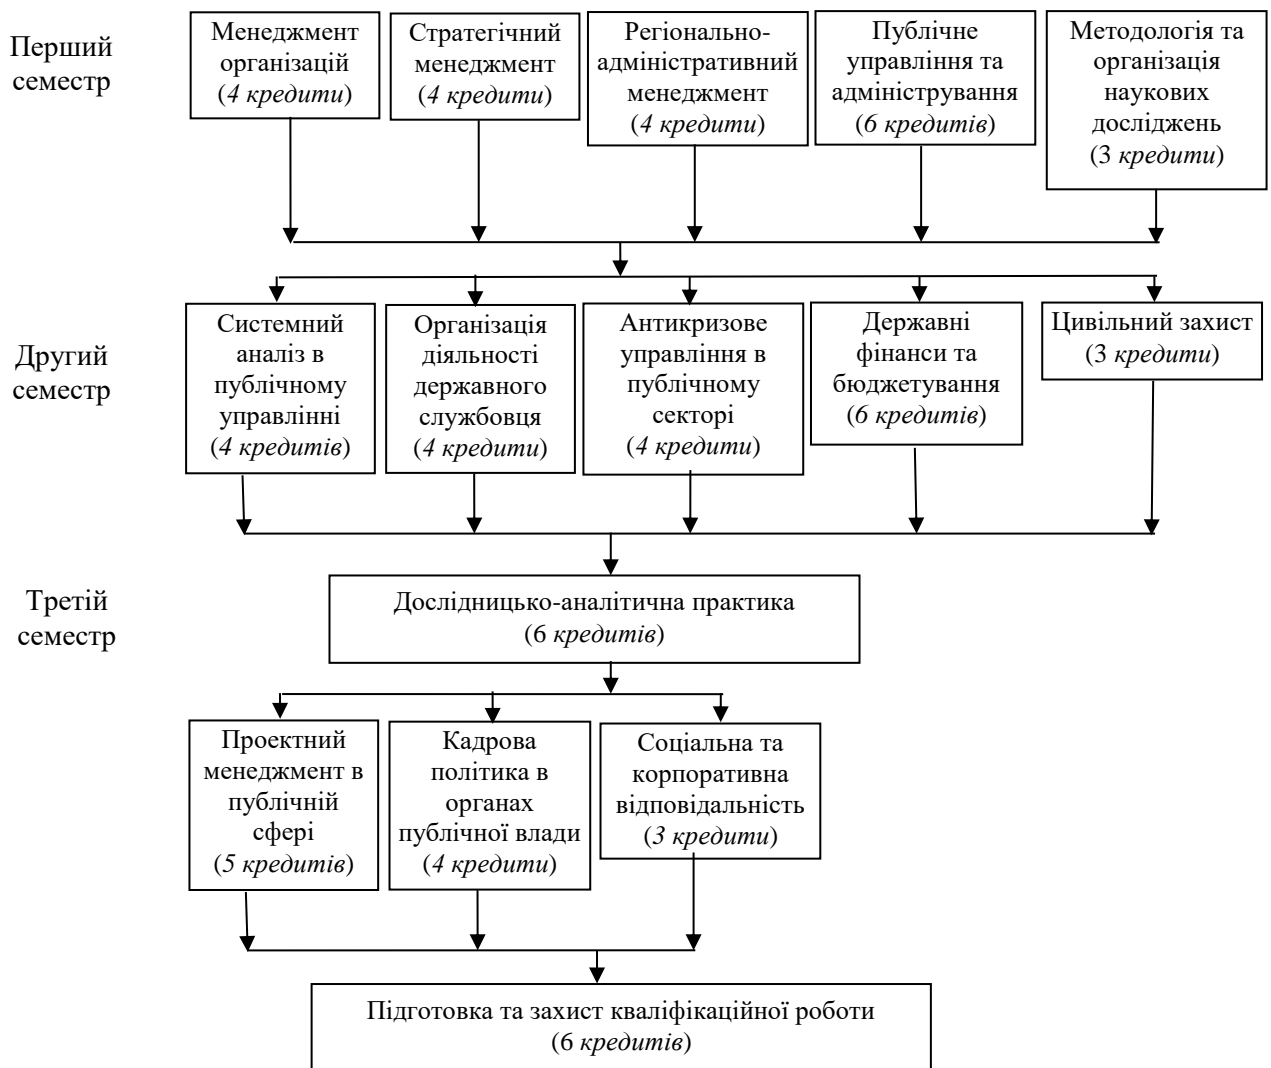 Перший
семестр
Менеджмент
організацій
(4 кредити)
Стратегічний
менеджмент
(4 кредити)
Регіонально-
адміністративний
менеджмент
(4 кредити)
Публічне
управління та
адміністрування
(6 кредитів)
Методологія та
організація
наукових
досліджень
(3 кредити)
Другий
семестр
Системний
аналіз в
публічному
управлінні
(4 кредитів)
Організація
діяльності
державного
службовця
(4 кредити)
Антикризове
управління в
публічному
секторі
(4 кредити)
Державні
фінанси та
бюджетування
(6 кредитів)
Цивільний захист
(3 кредити)
Третій
семестр
Дослідницько-аналітична практика
(6 кредитів)
Проектний
менеджмент в
публічній
сфері
(5 кредитів)
Кадрова
політика в
органах
публічної влади
(4 кредити)
Соціальна та
корпоративна
відповідальність
(3 кредити)
Підготовка та захист кваліфікаційної роботи
(6 кредитів)